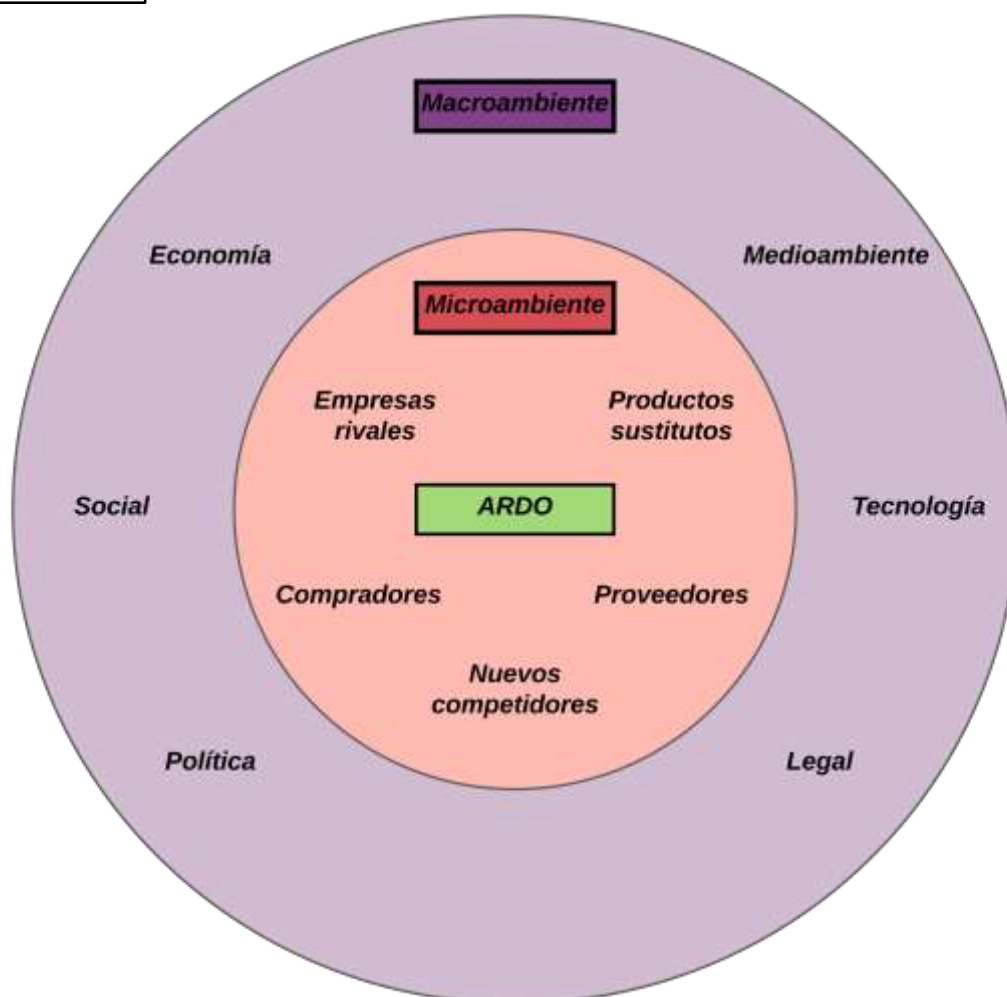 Macroambiente
Economía
Medioambiente
Microambiente
Empresas
rivales
Productos
sustitutos
Social
ARDO
Tecnología
Compradores
Proveedores
Nuevos
competidores
Política
Legal